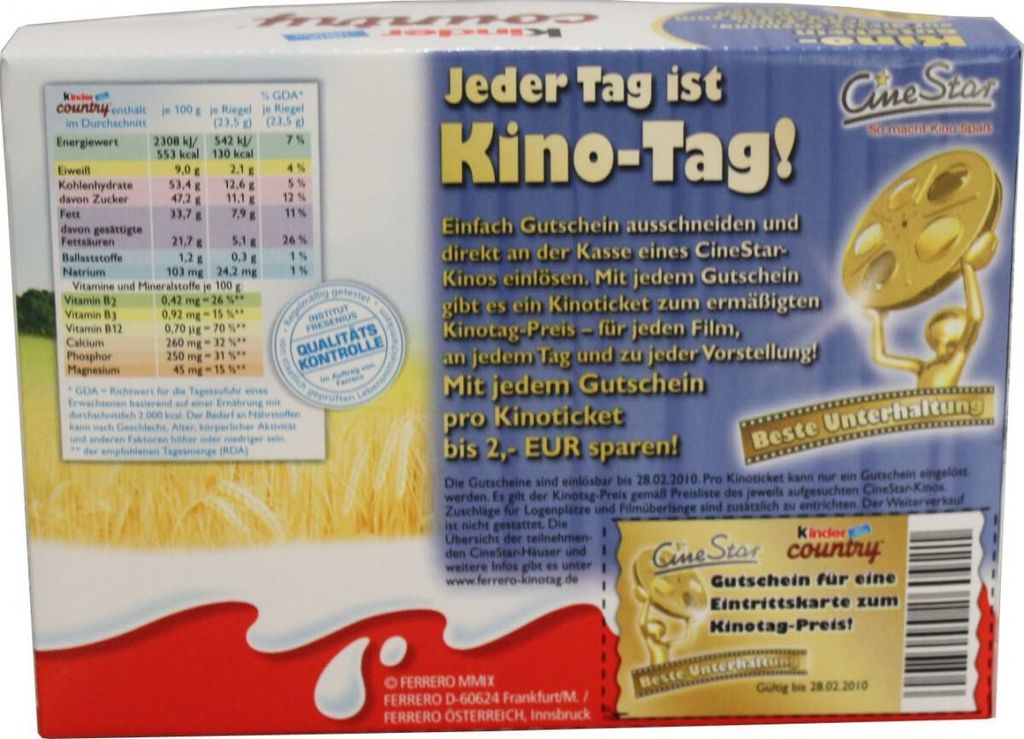 kinder
country
Kino-
kinder
country enthält
im Durchschnitt
je 100 g
je Riegel
(23,5 g)
% GDA*
je Riegel
(23,5 g)
Energiewert 2308 kJ/ 542 kJ/ 7 %
553 kcal 130 kcal
Eiweiß 9,0 g 2,1 g 4 %
Kohlenhydrate 53,4 g 12,6 g 5 %
davon Zucker 47,2 g 11,1 g 12 %
Fett 33,7 g 7,9 g 11 %
davon gesättigte
Fettsäuren 21,7 g 5,1 g 26 %
Ballaststoffe 1,2 g 0,3 g 1 %
Natrium 103 mg 24,2 mg 1 %
Vitamine und Mineralstoffe je 100 g:
Vitamin B2 0,42 mg = 26 %**
Vitamin B3 0,92 mg = 15 %**
Vitamin B12 0,70 µg = 70 %**
Calcium 260 mg = 32 %**
Phosphor 250 mg = 31 %**
Magnesium 45 mg = 15 %**
* GDA = Richtwert für die Tageszufuhr eines
Erwachsenen basierend auf einer Ernährung mit
durchschnittlich 2.000 kcal. Der Bedarf an Nährstoffen
kann nach Geschlecht, Alter, körperlicher Aktivität
und anderen Faktoren höher oder niedriger sein.
** der empfohlenen Tagesmenge (RDA)
Regelmäßig getestet
INSTITUT
FRESENIUS
QUALITÄTS
KONTROLLE
im Auftrag von
Ferrero
von staatlich geprüften Lebensmittelchemikern
Jeder Tag ist
Kino-Tag!
CineStar
So macht Kino Spaß
Einfach Gutschein ausschneiden und
direkt an der Kasse eines CineStar-
Kinos einlösen. Mit jedem Gutschein
gibt es ein Kinoticket zum ermäßigten
Kinotag-Preis – für jeden Film,
an jedem Tag und zu jeder Vorstellung!
Mit jedem Gutschein
pro Kinoticket
bis 2,- EUR sparen!
Beste Unterhaltung
Die Gutscheine sind einlösbar bis 28.02.2010. Pro Kinoticket kann nur ein Gutschein eingelöst
werden. Es gilt der Kinotag-Preis gemäß Preisliste des jeweils aufgesuchten CineStar-Kinos.
Zuschläge für Logenplätze und Filmüberlänge sind zusätzlich zu entrichten. Der Weiterverkauf
ist nicht gestattet. Die
Übersicht der teilnehmen-
den CineStar-Häuser und
weitere Infos gibt es unter
www.ferrero-kinotag.de
CineStar
kinder
country
Gutschein für eine
Eintrittskarte zum
Kinotag-Preis!
Beste Unterhaltung
Gültig bis 28.02.2010
© FERRERO MMIX
FERRERO D-60624 Frankfurt/M. /
FERRERO ÖSTERREICH, Innsbruck